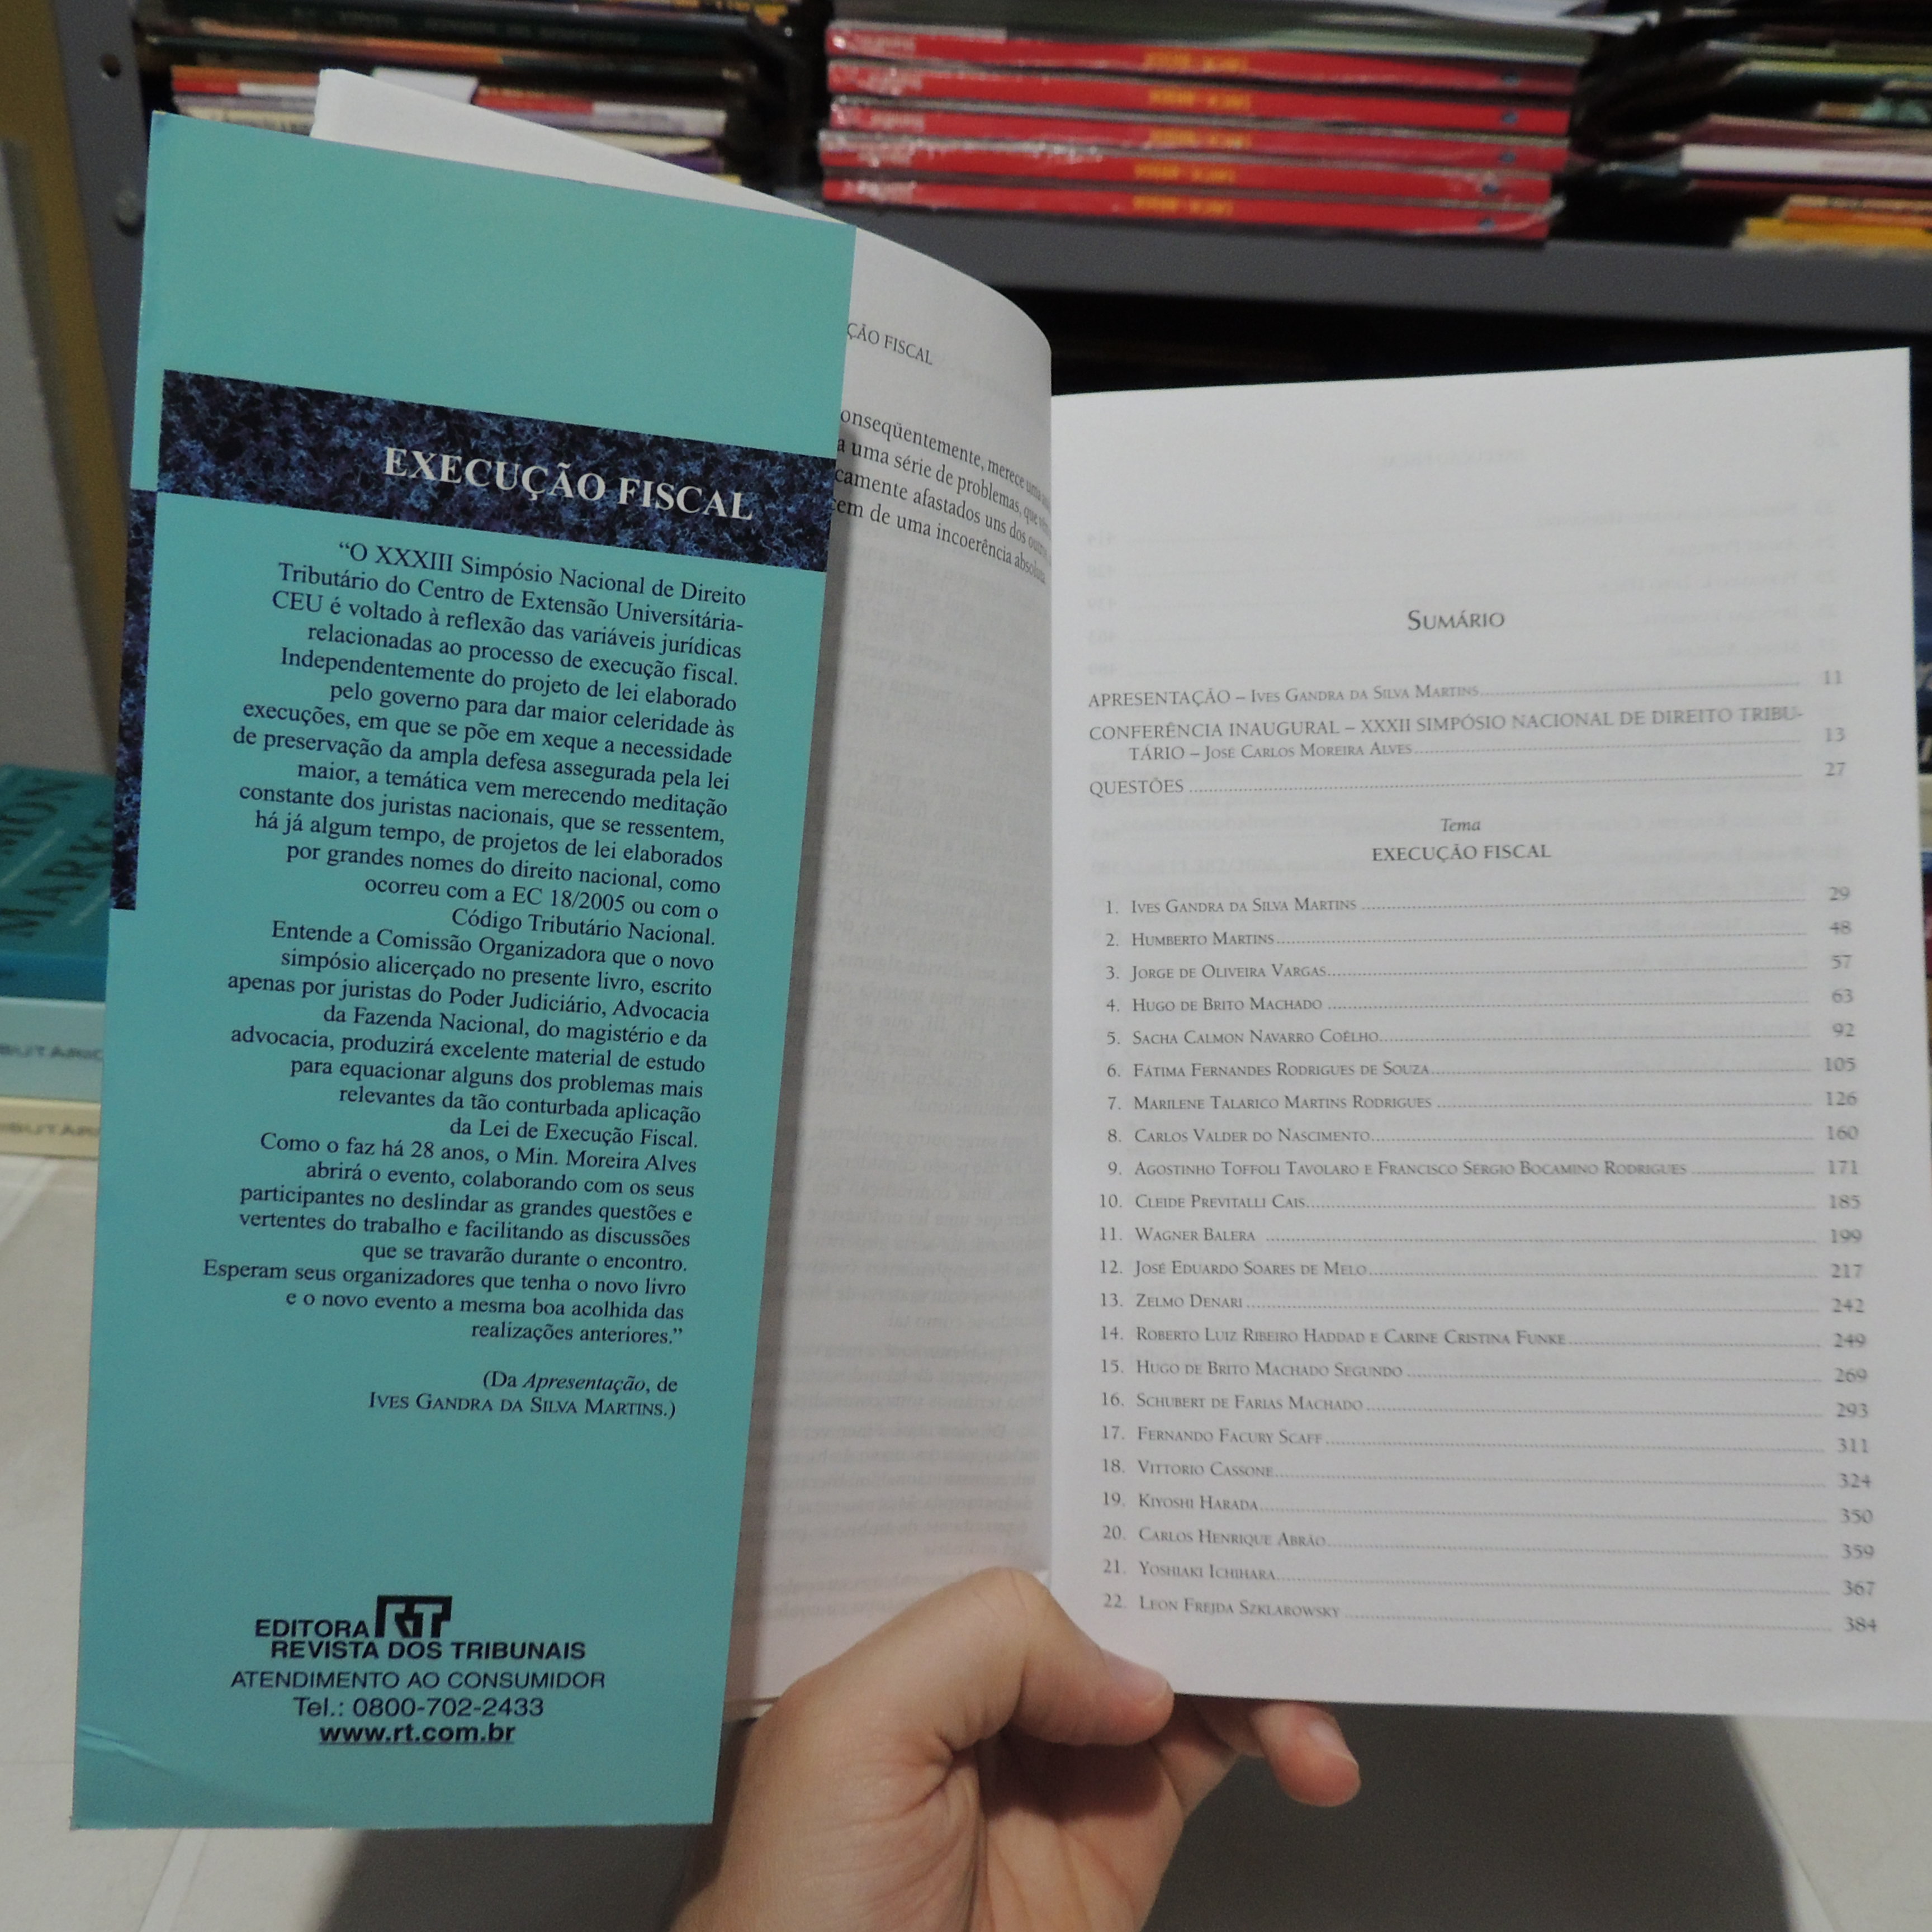 EXECUÇÃO FISCAL
“O XXXIII Simpósio Nacional de Direito
Tributário do Centro de Extensão Universitária-
CEU é voltado à reflexão das variáveis jurídicas
relacionadas ao processo de execução fiscal.
Independentemente do projeto de lei elaborado
pelo governo para dar maior celeridade às
execuções, em que se põe em xeque a necessidade
de preservação da ampla defesa assegurada pela lei
maior, a temática vem merecendo meditação
constante dos juristas nacionais, que se ressentem,
há já algum tempo, de projetos de lei elaborados
por grandes nomes do direito nacional, como
ocorreu com a EC 18/2005 ou com o
Código Tributário Nacional.
Entende a Comissão Organizadora que o novo
simpósio alicerçado no presente livro, escrito
apenas por juristas do Poder Judiciário, Advocacia
da Fazenda Nacional, do magistério e da
advocacia, produzirá excelente material de estudo
para equacionar alguns dos problemas mais
relevantes da tão conturbada aplicação
da Lei de Execução Fiscal.
Como o faz há 28 anos, o Min. Moreira Alves
abrirá o evento, colaborando com os seus
participantes no deslindar as grandes questões e
vertentes do trabalho e facilitando as discussões
que se travarão durante o encontro.
Esperam seus organizadores que tenha o novo livro
e o novo evento a mesma boa acolhida das
realizações anteriores.”
(Da Apresentação, de
IVES GANDRA DA SILVA MARTINS.)
EDITORA RT
REVISTA DOS TRIBUNAIS
ATENDIMENTO AO CONSUMIDOR
Tel.: 0800-702-2433
www.rt.com.br
ÇÃO FISCAL
onseqüentemente, merece uma
a uma série de problemas, que
camente afastados uns dos
cem de uma incoerência absoluta
SUMÁRIO
APRESENTAÇÃO – IVES GANDRA DA SILVA MARTINS 11
CONFERÊNCIA INAUGURAL – XXXII SIMPÓSIO NACIONAL DE DIREITO TRIBU-
TÁRIO – JOSÉ CARLOS MOREIRA ALVES 13
QUESTÕES 27
Tema
EXECUÇÃO FISCAL
1. IVES GANDRA DA SILVA MARTINS 29
2. HUMBERTO MARTINS 48
3. JORGE DE OLIVEIRA VARGAS 57
4. HUGO DE BRITO MACHADO 63
5. SACHA CALMON NAVARRO COÊLHO 92
6. FÁTIMA FERNANDES RODRIGUES DE SOUZA 105
7. MARILENE TALARICO MARTINS RODRIGUES 126
8. CARLOS VALDER DO NASCIMENTO 160
9. AGOSTINHO TOFFOLI TAVOLARO E FRANCISCO SÉRGIO BOCAMINO RODRIGUES 171
10. CLEIDE PREVITALLI CAIS 185
11. WAGNER BALERA 199
12. JOSÉ EDUARDO SOARES DE MELO 217
13. ZELMO DENARI 242
14. ROBERTO LUIZ RIBEIRO HADDAD E CARINE CRISTINA FUNKE 249
15. HUGO DE BRITO MACHADO SEGUNDO 269
16. SCHUBERT DE FARIAS MACHADO 293
17. FERNANDO FACURY SCAFF 311
18. VITTORIO CASSONE 324
19. KIYOSHI HARADA 350
20. CARLOS HENRIQUE ABRÃO 359
21. YOSHIAKI ICHIHARA 367
22. LEON FREJDA SZKLAROWSKY 384